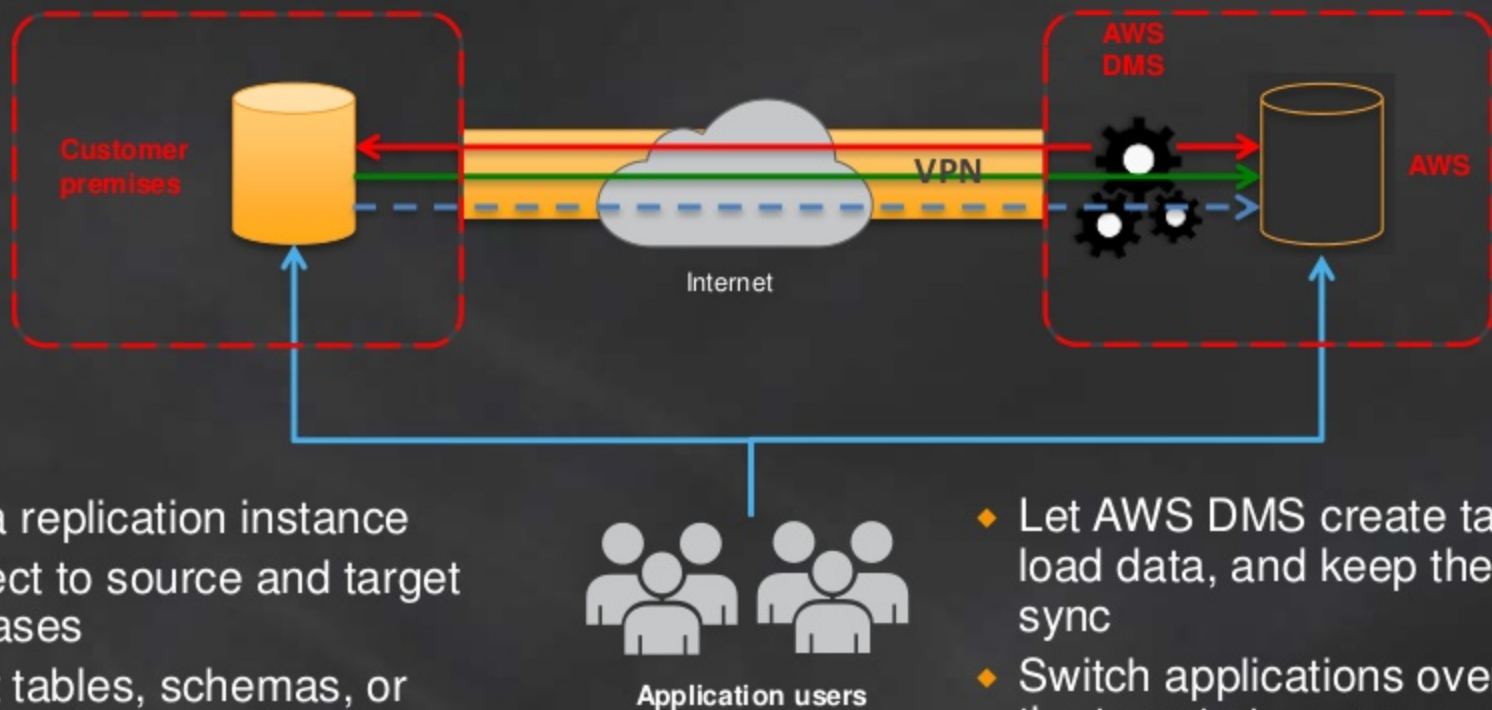 AWS
DMS
Customer
premises
VPN
AWS
Internet
a replication instance
ect to source and target
ases
tables, schemas, or
Application users
Let AWS DMS create ta
load data, and keep the
sync
Switch applications ove